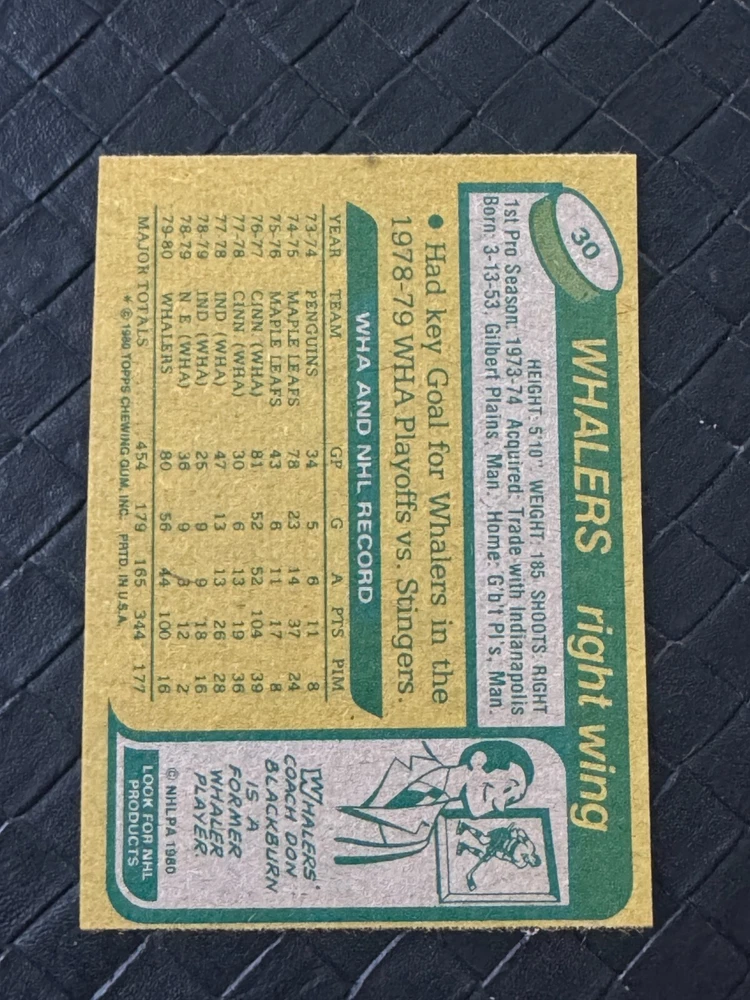 30
WHALERS right wing
HEIGHT: 5'10" WEIGHT: 185 SHOOTS: RIGHT
1st Pro Season: 1973-74 Acquired: Trade with Indianapolis
Born: 3-13-53, Gilbert Plains, Man. Home: G'b't Pl's, Man.
• Had key Goal for Whalers in the
1978-79 WHA Playoffs vs. Stingers.
WHA AND NHL RECORD
YEAR TEAM GP G A PTS PIM
73-74 PENGUINS 34 5 6 11 8
74-75 MAPLE LEAFS 78 23 14 37 24
75-76 MAPLE LEAFS 43 6 11 17 8
76-77 CINN (WHA) 81 52 52 104 39
77-78 CINN (WHA) 30 6 13 19 36
77-78 IND (WHA) 47 13 13 26 28
78-79 IND (WHA) 25 9 9 18 16
78-79 N E (WHA) 36 9 3 12 2
79-80 WHALERS 80 56 44 100 16
MAJOR TOTALS 454 179 165 344 177
* © 1980 TOPPS CHEWING GUM, INC. PRTD. IN U.S.A.
WHALERS'
COACH DON
BLACKBURN
IS A
FORMER
WHALER
PLAYER.
© NHLPA 1980
LOOK FOR NHL
PRODUCTS